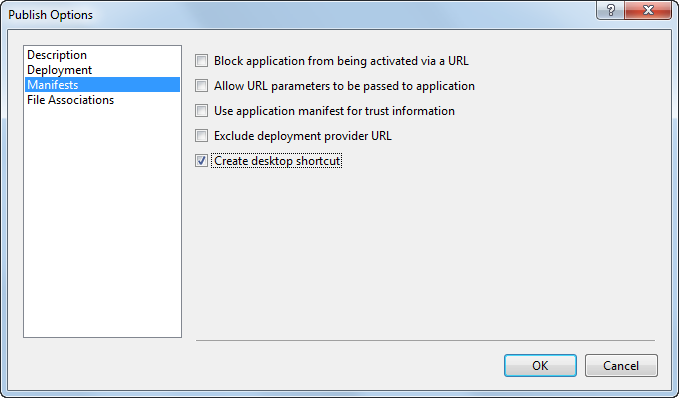 Publish Options
?
Description
Deployment
Manifests
File Associations
Block application from being activated via a URL
Allow URL parameters to be passed to application
Use application manifest for trust information
Exclude deployment provider URL
Create desktop shortcut
OK
Cancel